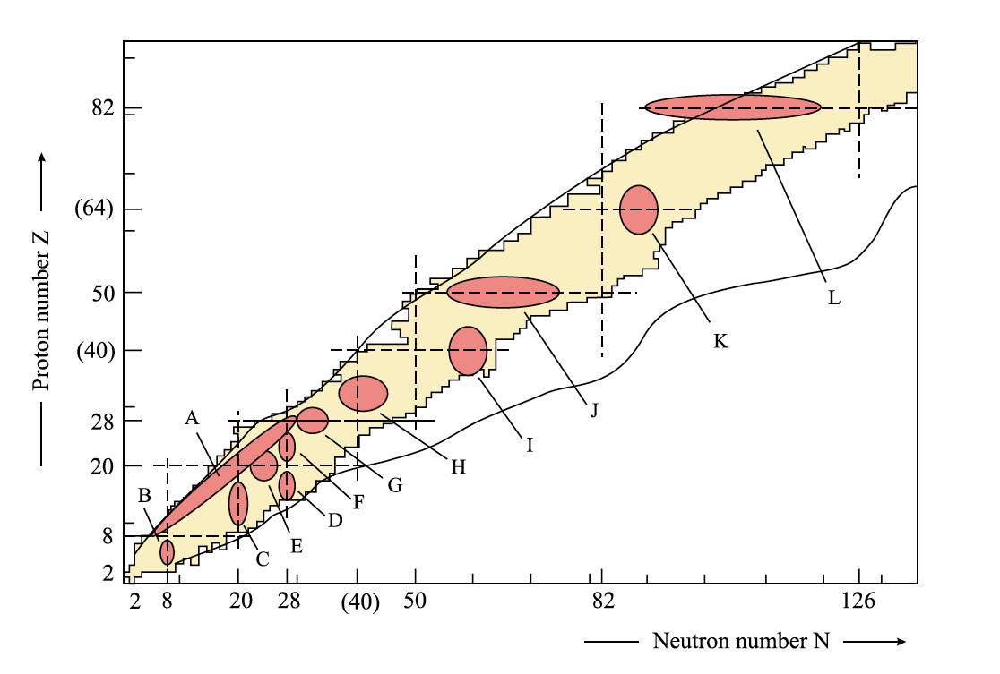 82
(64)
50
(40)
28
20
8
2
Proton number Z
A
B
C
D
E
F
G
H
I
J
K
L
2 8 20 28 (40) 50 82 126
Neutron number N